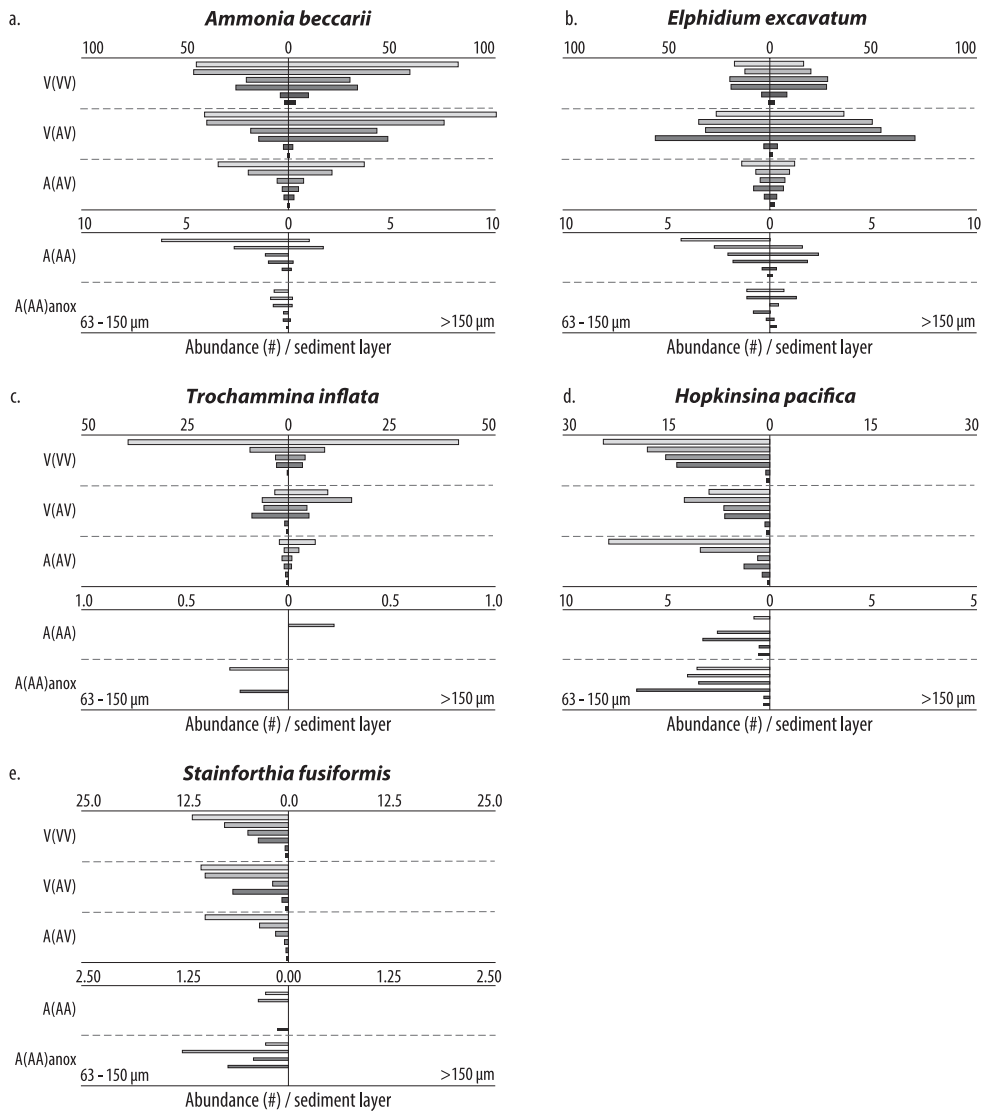 a. Ammonia beccarii
100 50 0 50 100
V(VV)
V(AV)
A(AV)
10 5 0 5 10
A(AA)
A(AA)anox
63 – 150 µm >150 µm
Abundance (#) / sediment layer
b. Elphidium excavatum
100 50 0 50 100
10 5 0 5 10
63 – 150 µm >150 µm
Abundance (#) / sediment layer
c. Trochammina inflata
50 25 0 25 50
V(VV)
V(AV)
A(AV)
1.0 0.5 0 0.5 1.0
A(AA)
A(AA)anox
63 – 150 µm >150 µm
Abundance (#) / sediment layer
d. Hopkinsina pacifica
30 15 0 15 30
10 5 0 5 5
63 – 150 µm >150 µm
Abundance (#) / sediment layer
e. Stainforthia fusiformis
25.0 12.5 0.0 12.5 25.0
V(VV)
V(AV)
A(AV)
2.50 1.25 0.00 1.25 2.50
A(AA)
A(AA)anox
63 – 150 µm >150 µm
Abundance (#) / sediment layer